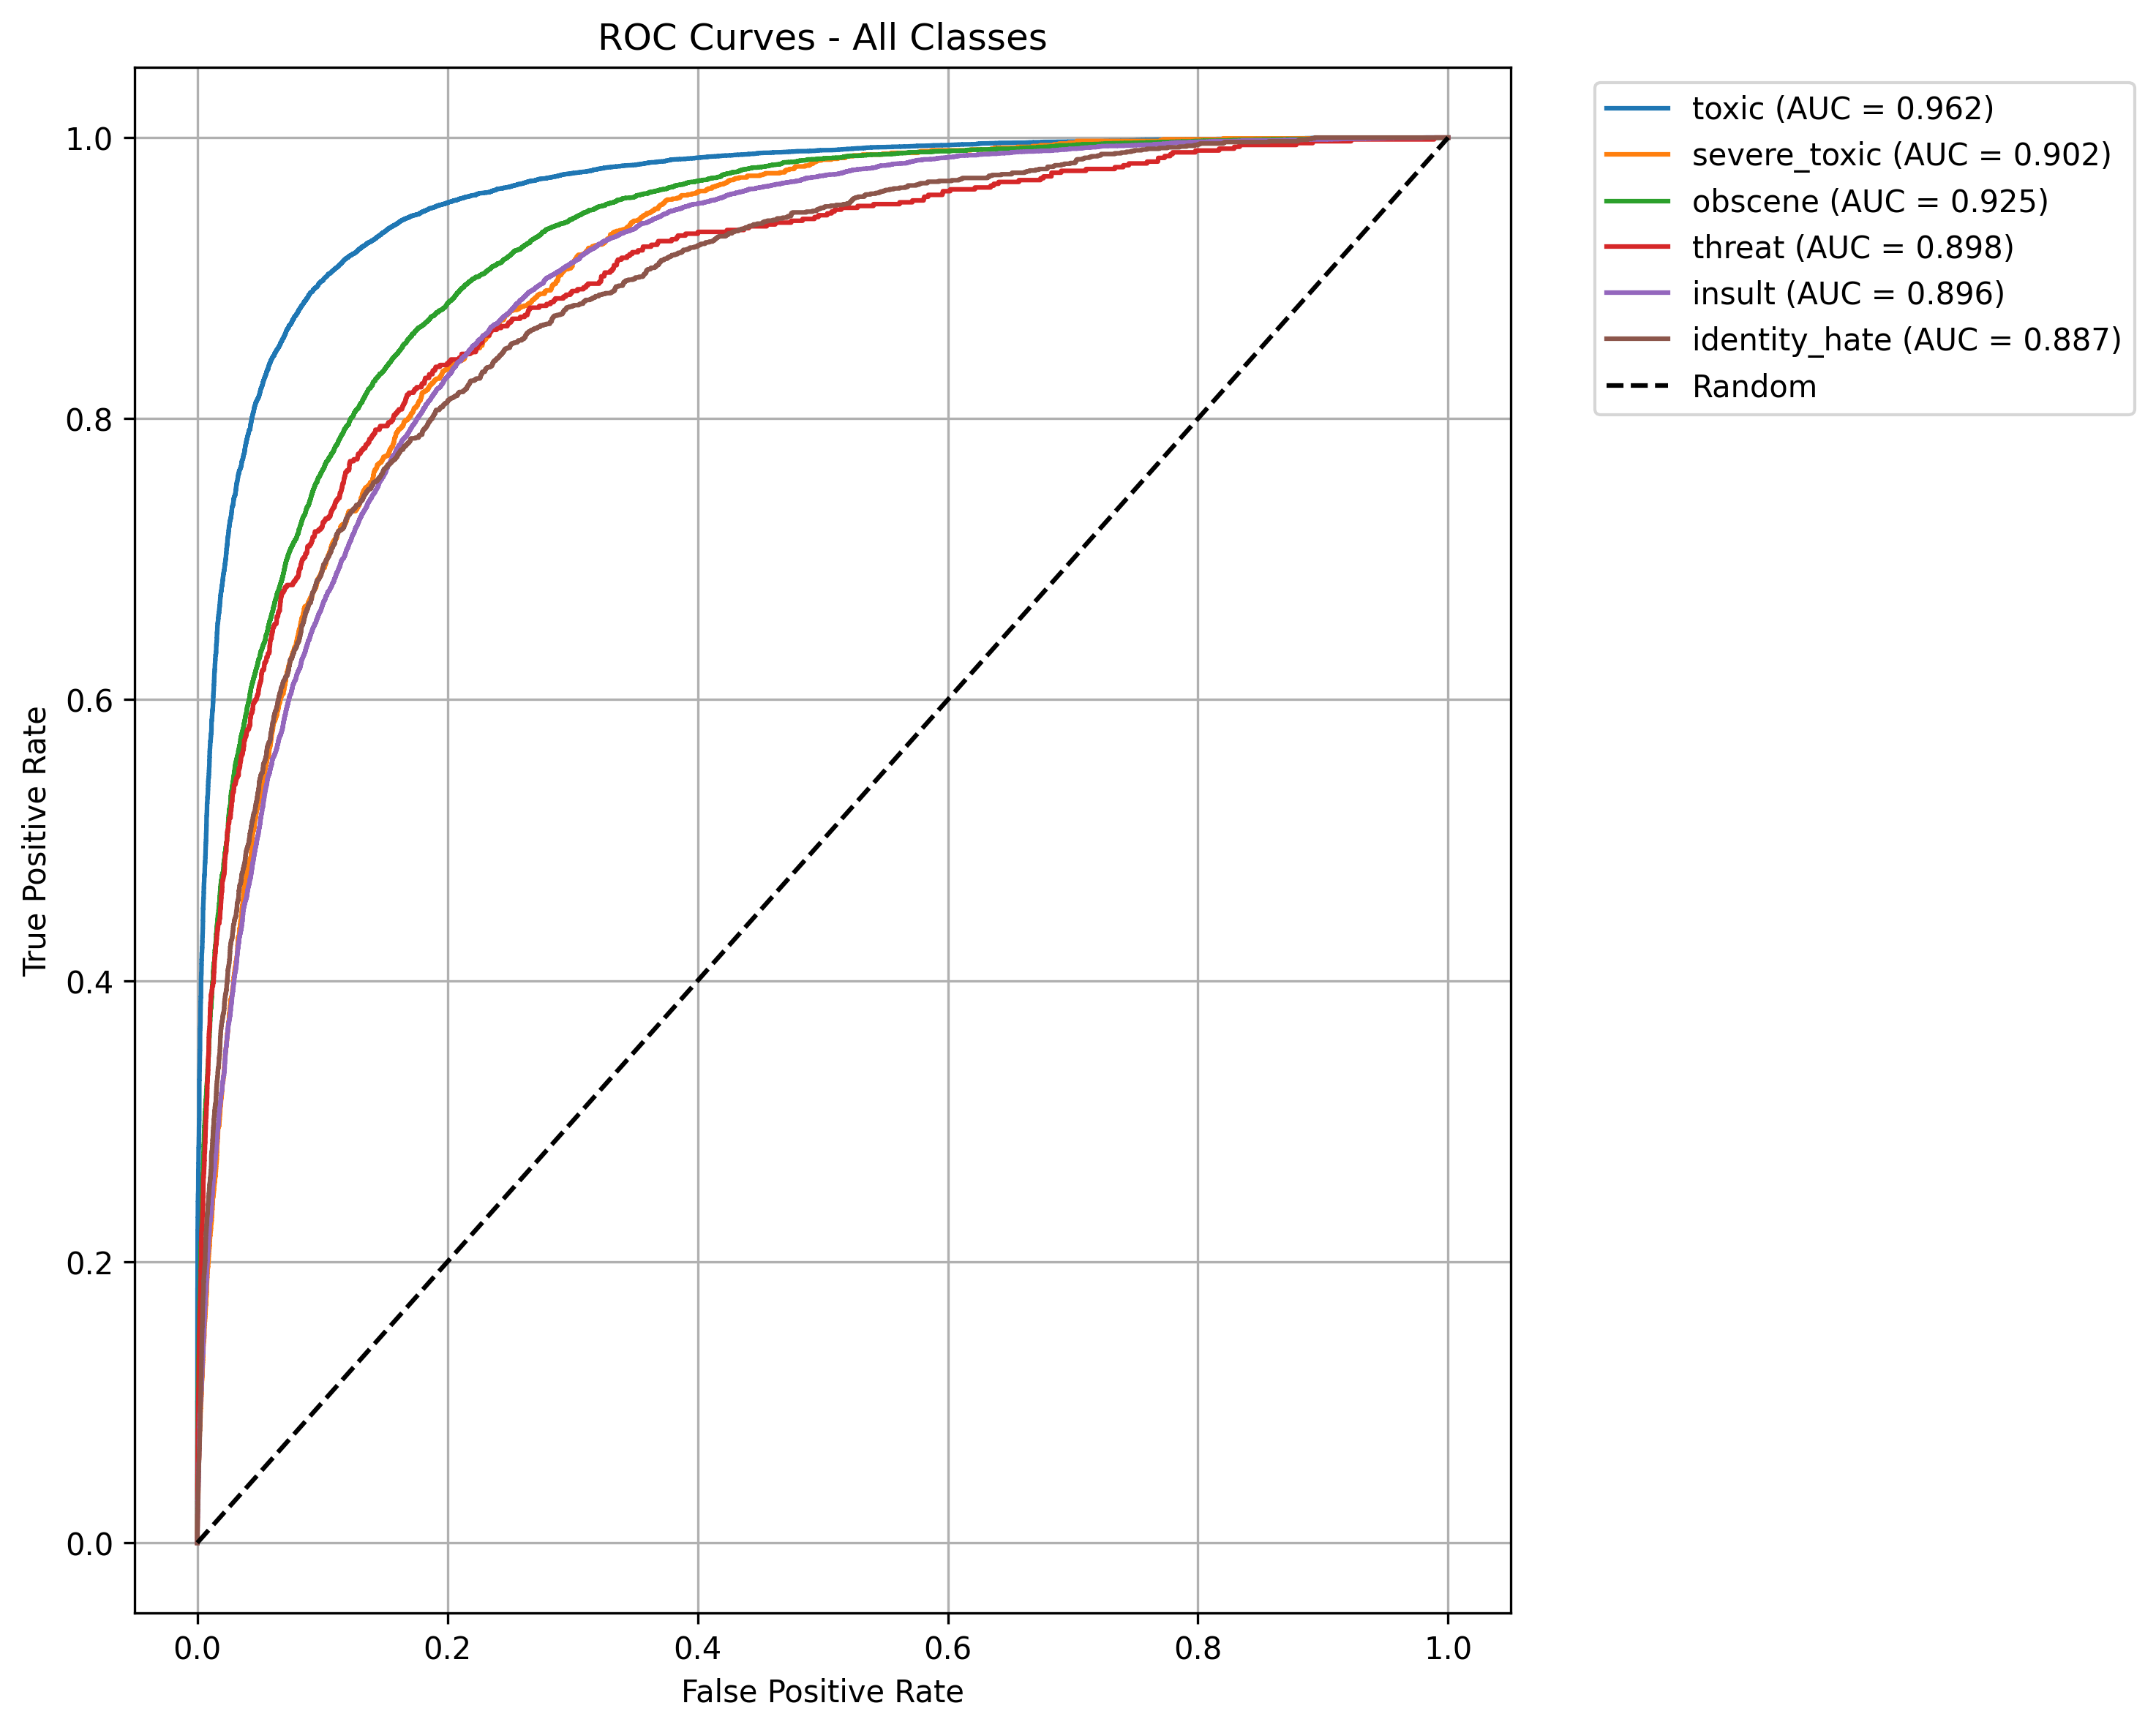 ROC Curves - All Classes
toxic (AUC = 0.962)
severe_toxic (AUC = 0.902)
obscene (AUC = 0.925)
threat (AUC = 0.898)
insult (AUC = 0.896)
identity_hate (AUC = 0.887)
Random
True Positive Rate
1.0
0.8
0.6
0.4
0.2
0.0
0.0 0.2 0.4 0.6 0.8 1.0
False Positive Rate